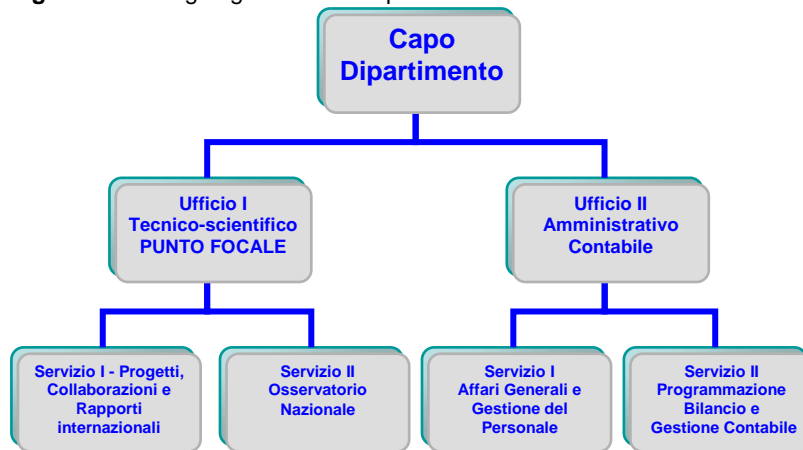 Capo
Dipartimento
Ufficio I
Tecnico-scientifico
PUNTO FOCALE
Ufficio II
Amministrativo
Contabile
Servizio I - Progetti,
Collaborazioni e
Rapporti
internazionali
Servizio II
Osservatorio
Nazionale
Servizio I
Affari Generali e
Gestione del
Personale
Servizio II
Programmazione
Bilancio e
Gestione Contabile